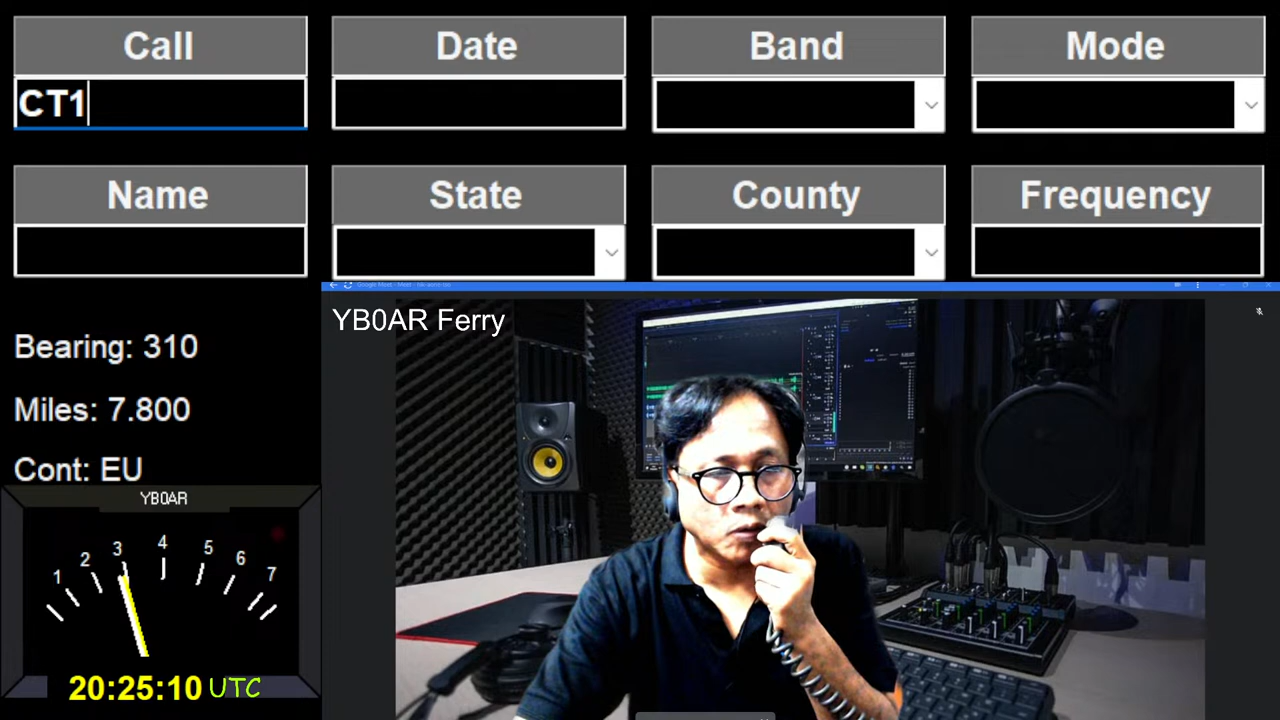 Call
Date
Band
Mode
CT1
Name
State
County
Frequency
YB0AR Ferry
Bearing: 310
Miles: 7.800
Cont: EU
YB0AR
1 2 3 4 5 6 7
20:25:10 UTC